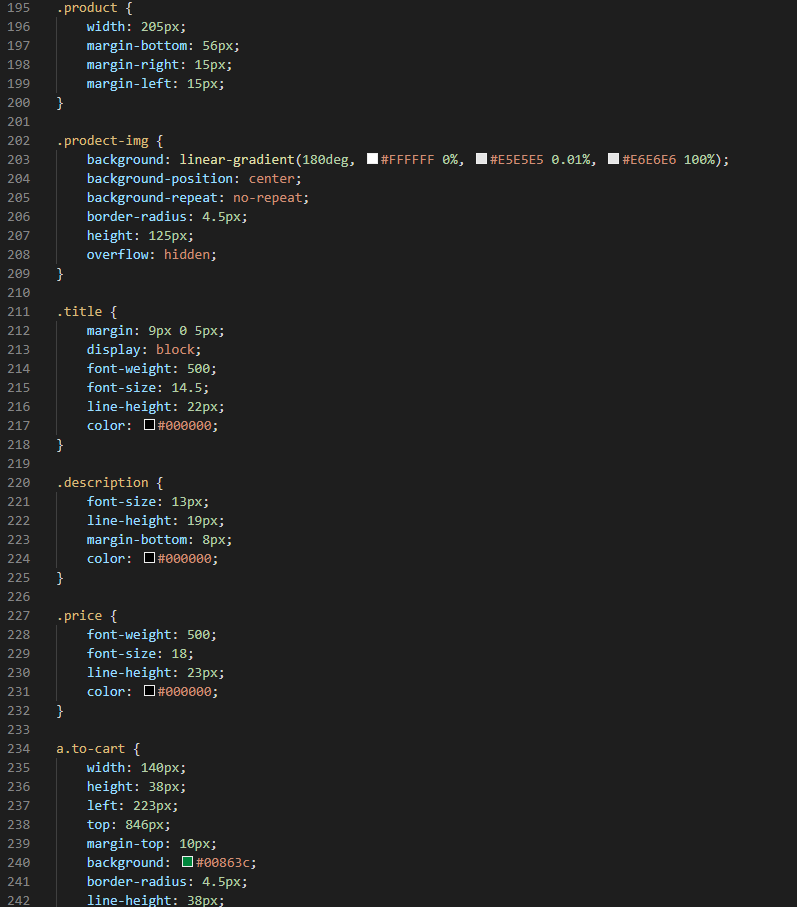 195 .product {
196     width: 205px;
197     margin-bottom: 56px;
198     margin-right: 15px;
199     margin-left: 15px;
200 }
201
202 .prodect-img {
203     background: linear-gradient(180deg, #FFFFFF 0%, #E5E5E5 0.01%, #E6E6E6 100%);
204     background-position: center;
205     background-repeat: no-repeat;
206     border-radius: 4.5px;
207     height: 125px;
208     overflow: hidden;
209 }
210
211 .title {
212     margin: 9px 0 5px;
213     display: block;
214     font-weight: 500;
215     font-size: 14.5;
216     line-height: 22px;
217     color: #000000;
218 }
219
220 .description {
221     font-size: 13px;
222     line-height: 19px;
223     margin-bottom: 8px;
224     color: #000000;
225 }
226
227 .price {
228     font-weight: 500;
229     font-size: 18;
230     line-height: 23px;
231     color: #000000;
232 }
233
234 a.to-cart {
235     width: 140px;
236     height: 38px;
237     left: 223px;
238     top: 846px;
239     margin-top: 10px;
240     background: #00863c;
241     border-radius: 4.5px;
242     line-height: 38px;